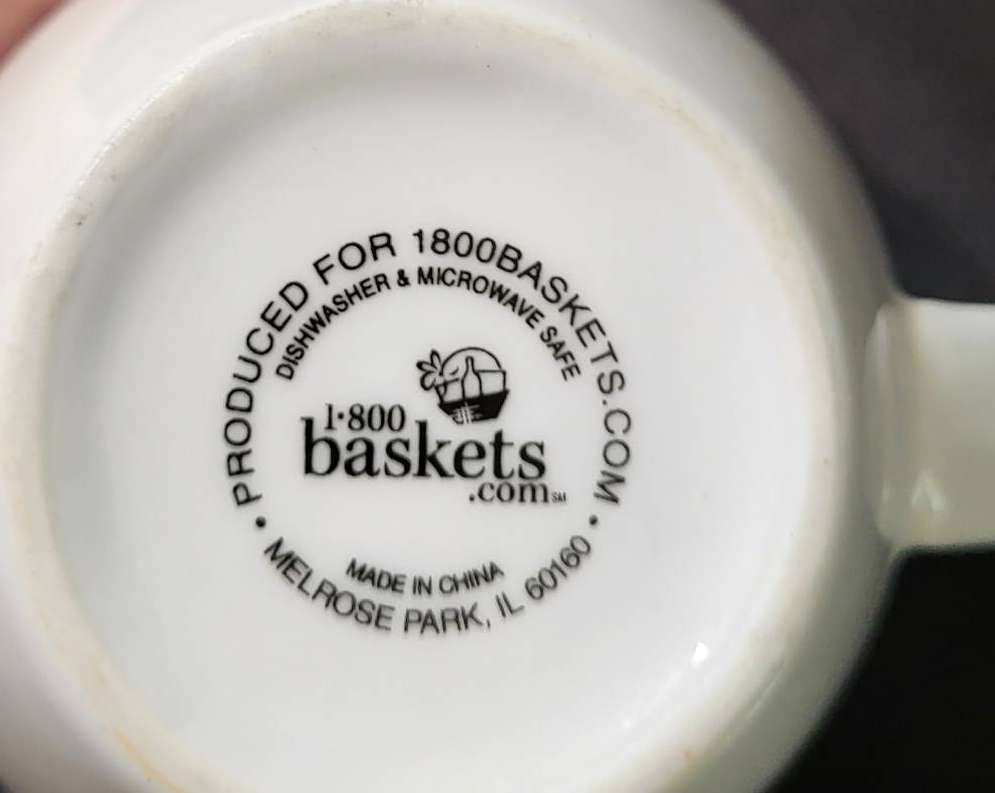 PRODUCED FOR 1800BASKETS.COM
DISHWASHER & MICROWAVE SAFE
1·800
baskets
.com SM
MADE IN CHINA
• MELROSE PARK, IL 60160 •